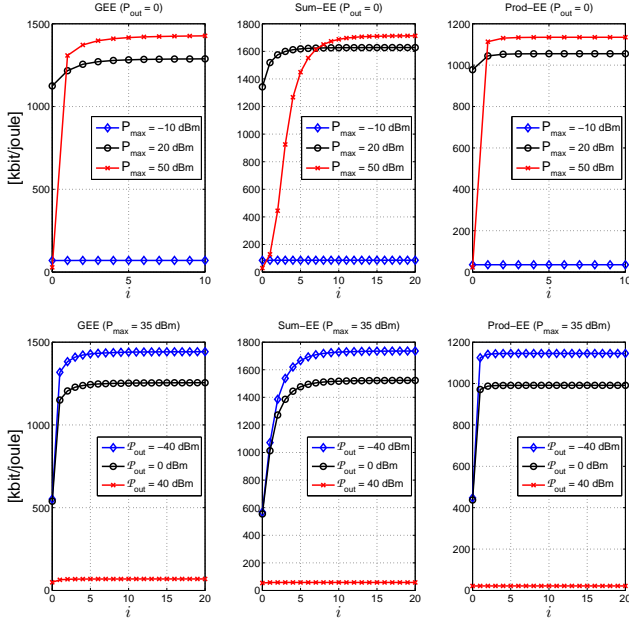 GEE (P_out = 0)
[kbit/joule]
1500
1000
500
0
P_max = −10 dBm
P_max = 20 dBm
P_max = 50 dBm
0 5 10
i
Sum−EE (P_out = 0)
1800
1600
1400
1200
1000
800
600
400
200
0
P_max = −10 dBm
P_max = 20 dBm
P_max = 50 dBm
0 5 10 15 20
i
Prod−EE (P_out = 0)
1200
1000
800
600
400
200
0
P_max = −10 dBm
P_max = 20 dBm
P_max = 50 dBm
0 5 10
i
GEE (P_max = 35 dBm)
[kbit/joule]
1500
1000
500
0
𝒫_out = −40 dBm
𝒫_out = 0 dBm
𝒫_out = 40 dBm
0 5 10 15 20
i
Sum−EE (P_max = 35 dBm)
1800
1600
1400
1200
1000
800
600
400
200
0
𝒫_out = −40 dBm
𝒫_out = 0 dBm
𝒫_out = 40 dBm
0 5 10 15 20
i
Prod−EE (P_max = 35 dBm)
1200
1000
800
600
400
200
0
𝒫_out = −40 dBm
𝒫_out = 0 dBm
𝒫_out = 40 dBm
0 5 10 15 20
i